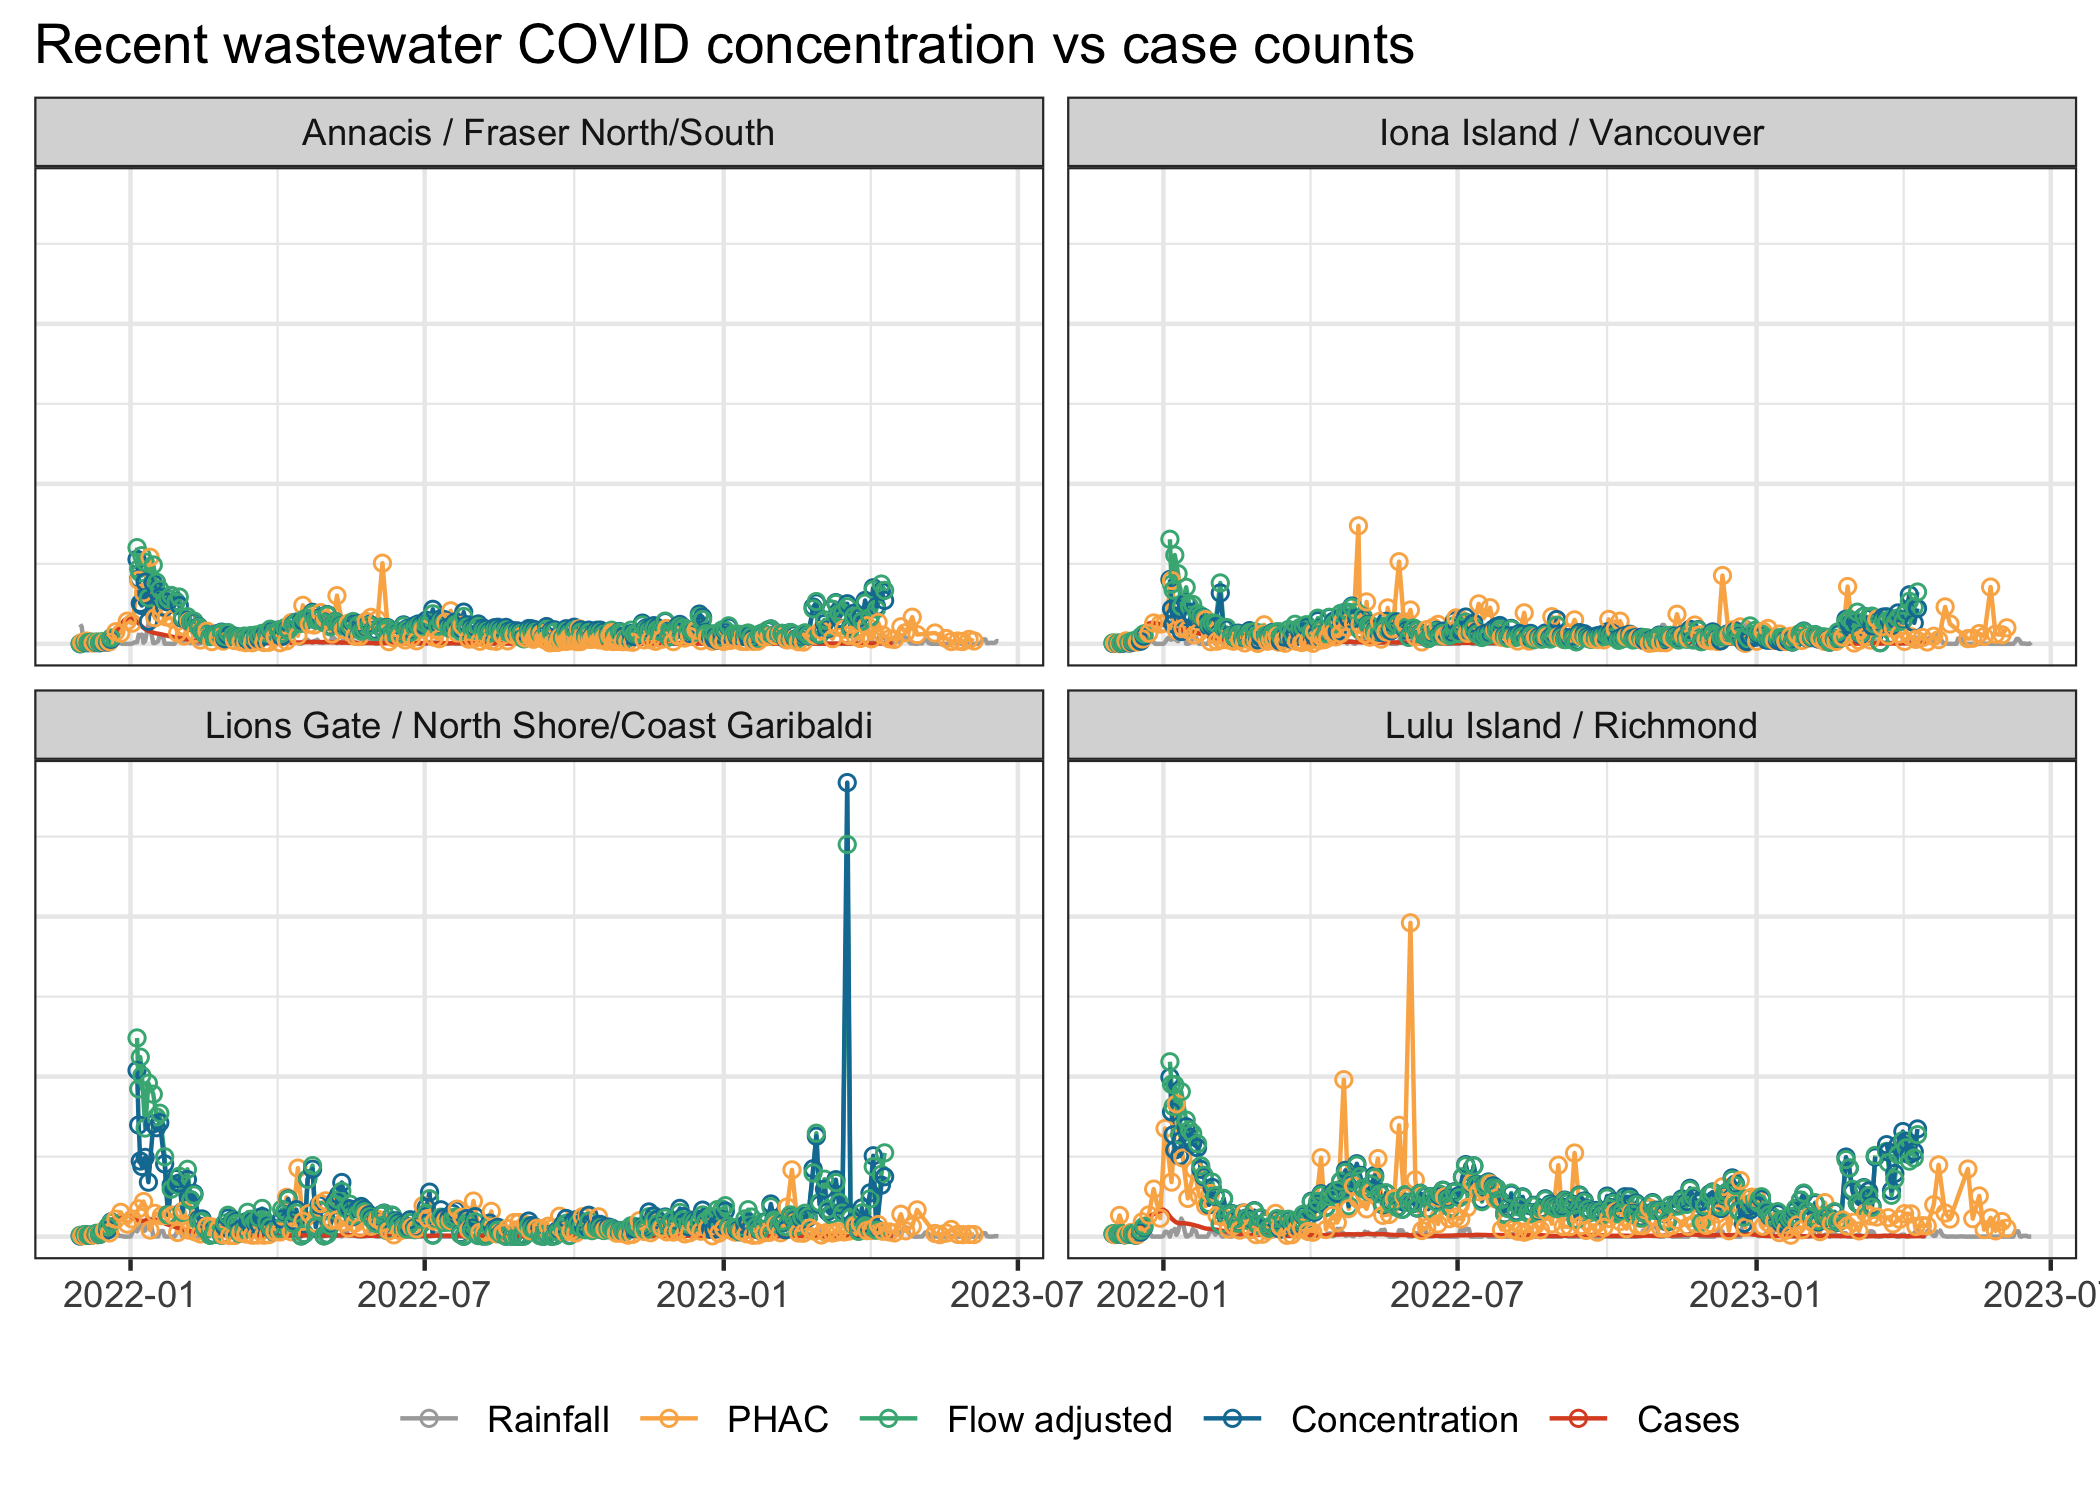 Recent wastewater COVID concentration vs case counts
Annacis / Fraser North/South
Iona Island / Vancouver
Lions Gate / North Shore/Coast Garibaldi
Lulu Island / Richmond
2022-01 2022-07 2023-01 2023-07 2022-01 2022-07 2023-01 2023-07
Rainfall PHAC Flow adjusted Concentration Cases